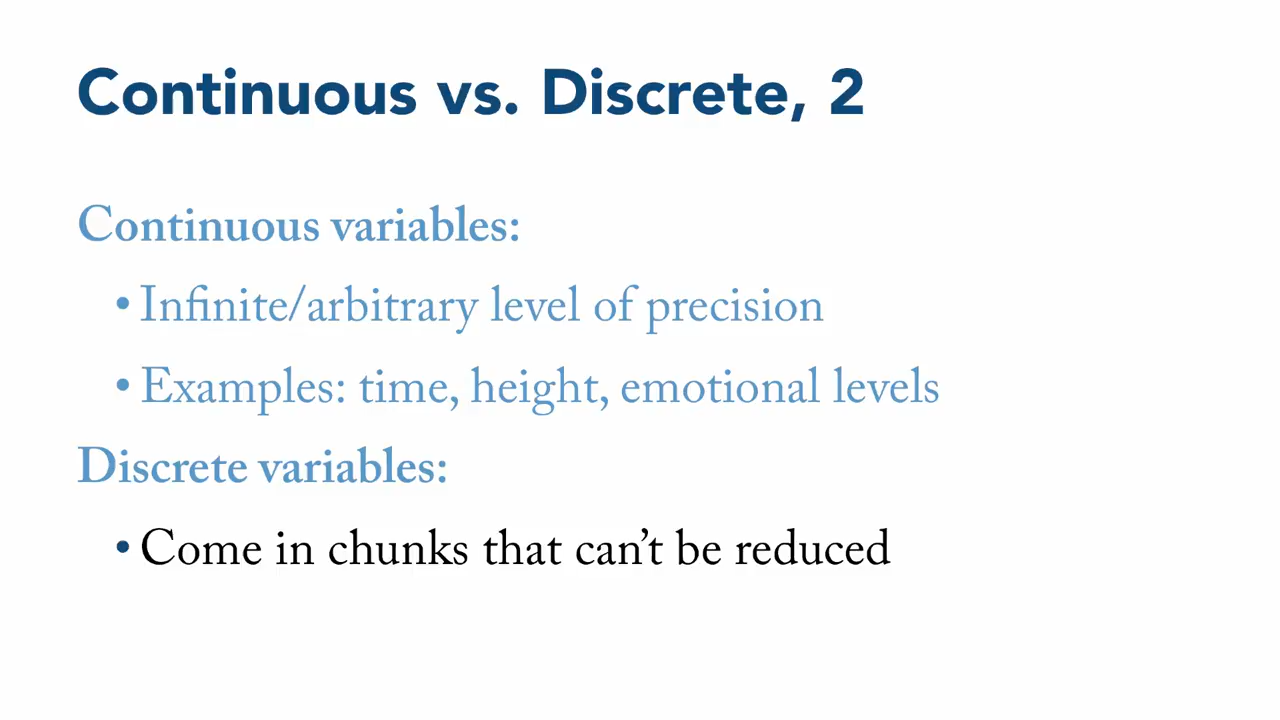 Continuous vs. Discrete, 2
Continuous variables:
• Infinite/arbitrary level of precision
• Examples: time, height, emotional levels
Discrete variables:
• Come in chunks that can’t be reduced